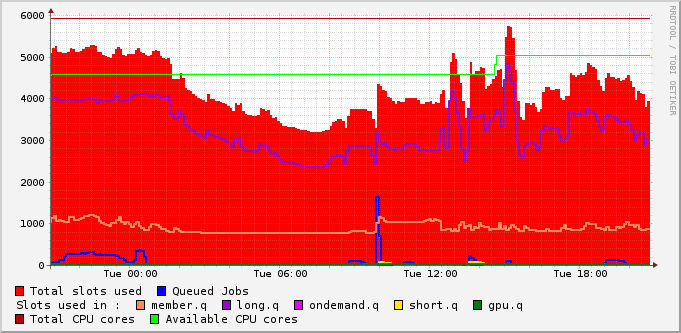 6000
5000
4000
3000
2000
1000
0
Tue 00:00 Tue 06:00 Tue 12:00 Tue 18:00
RRDTOOL / TOBI OETIKER
Total slots used Queued Jobs
Slots used in : member.q long.q ondemand.q short.q gpu.q
Total CPU cores Available CPU cores